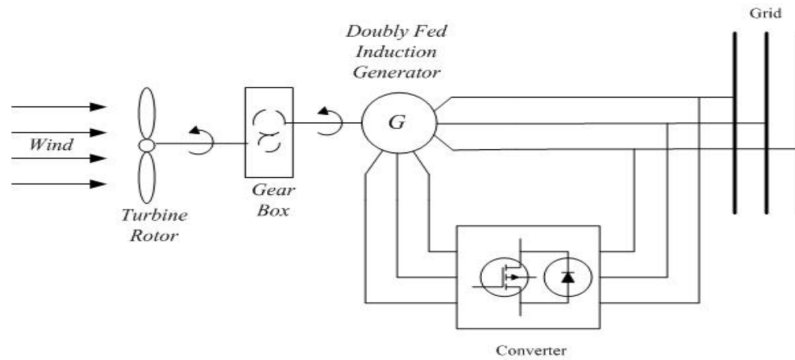 Grid
Doubly Fed
Induction
Generator
G
Wind
Gear
Box
Turbine
Rotor
Converter